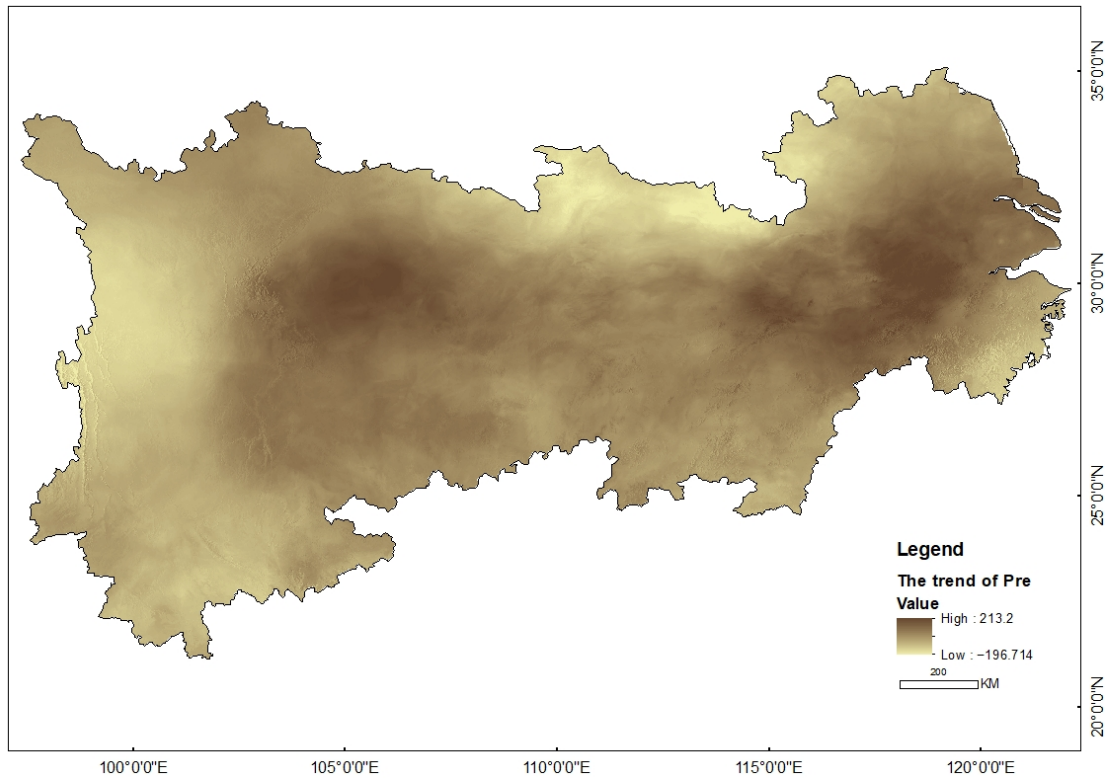 35°0'0"N
30°0'0"N
25°0'0"N
20°0'0"N
Legend
The trend of Pre
Value
High : 213.2
Low : −196.714
200
KM
100°0'0"E 105°0'0"E 110°0'0"E 115°0'0"E 120°0'0"E